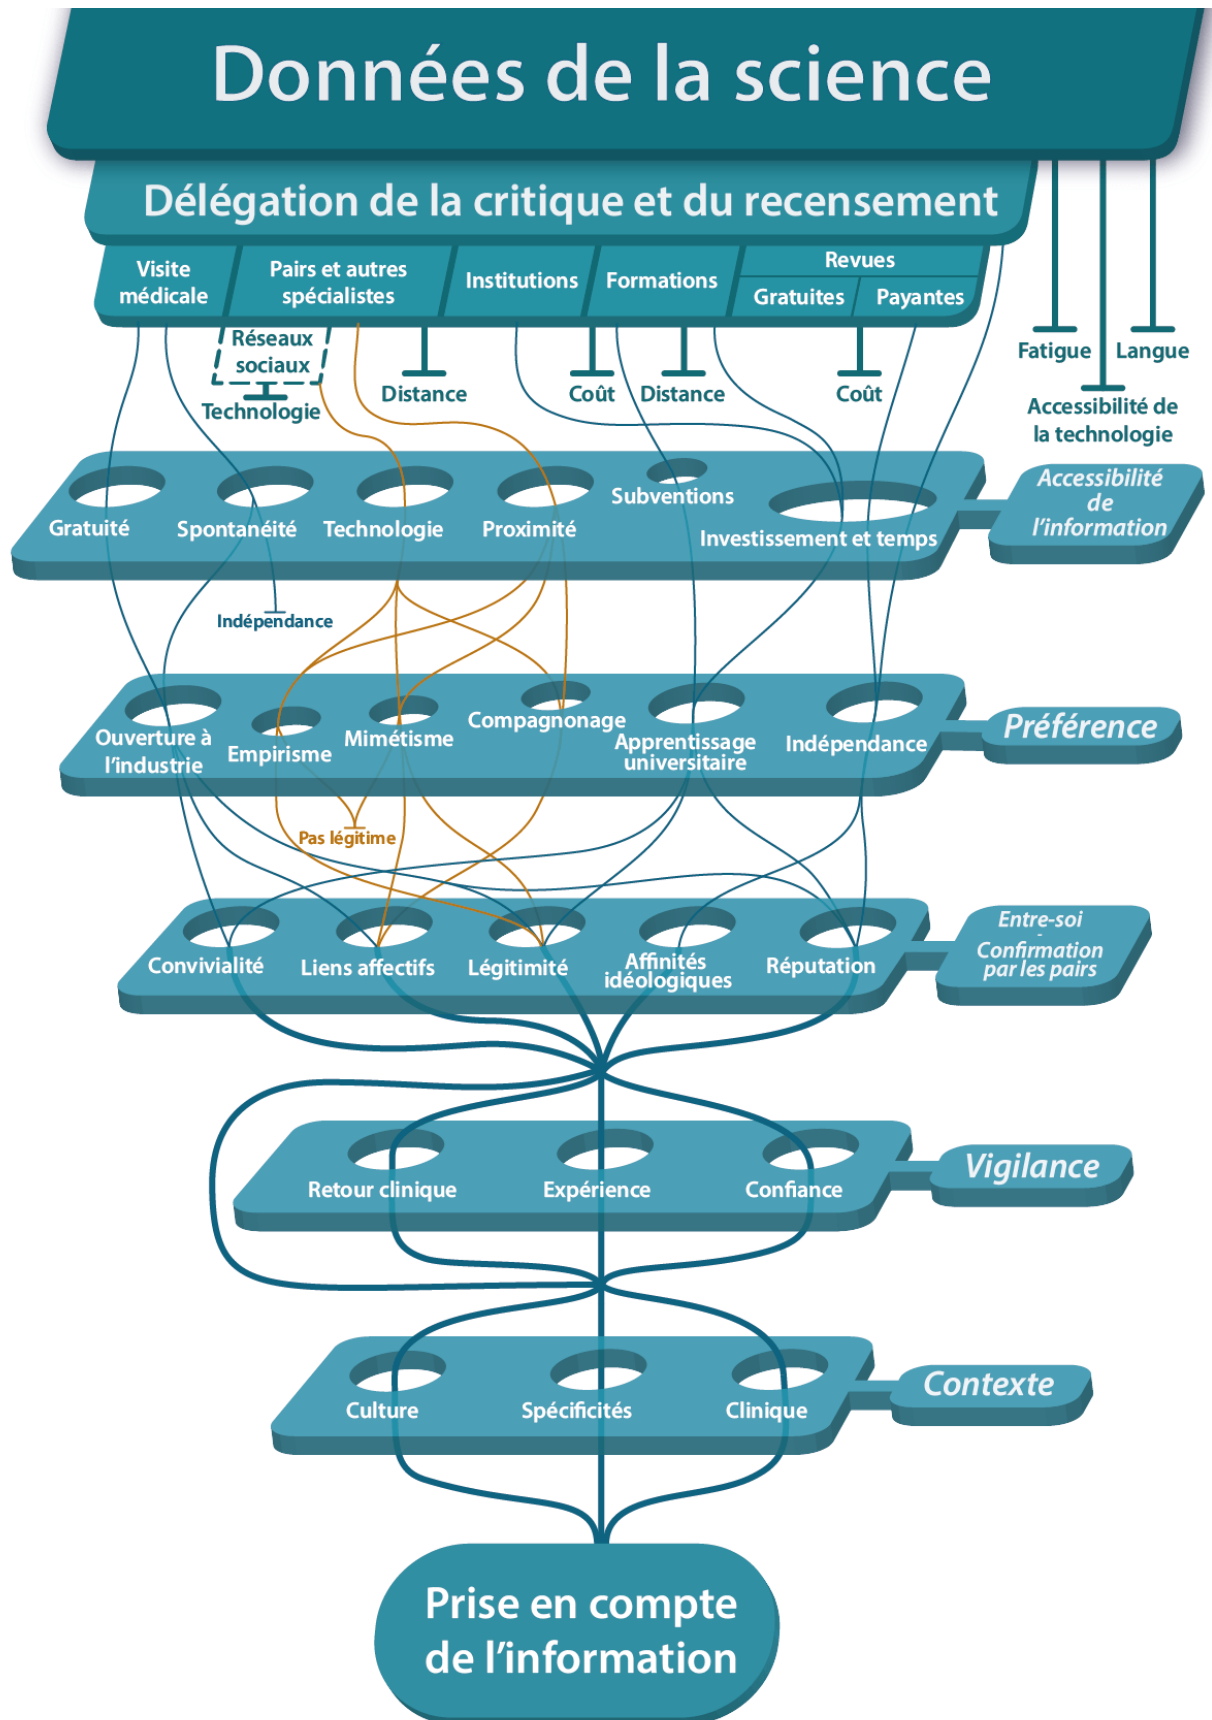 Données de la science
Délégation de la critique et du recensement
Visite
médicale
Pairs et autres
spécialistes
Institutions
Formations
Revues
Gratuites
Payantes
Réseaux
sociaux
Technologie
Distance
Coût
Distance
Coût
Fatigue
Langue
Accessibilité de
la technologie
Gratuité
Spontanéité
Technologie
Proximité
Subventions
Investissement et temps
Accessibilité
de
l'information
Indépendance
Ouverture à
l'industrie
Empirisme
Mimétisme
Compagnonage
Apprentissage
universitaire
Indépendance
Préférence
Pas légitime
Convivialité
Liens affectifs
Légitimité
Affinités
idéologiques
Réputation
Entre-soi
-
Confirmation
par les pairs
Retour clinique
Expérience
Confiance
Vigilance
Culture
Spécificités
Clinique
Contexte
Prise en compte
de l'information